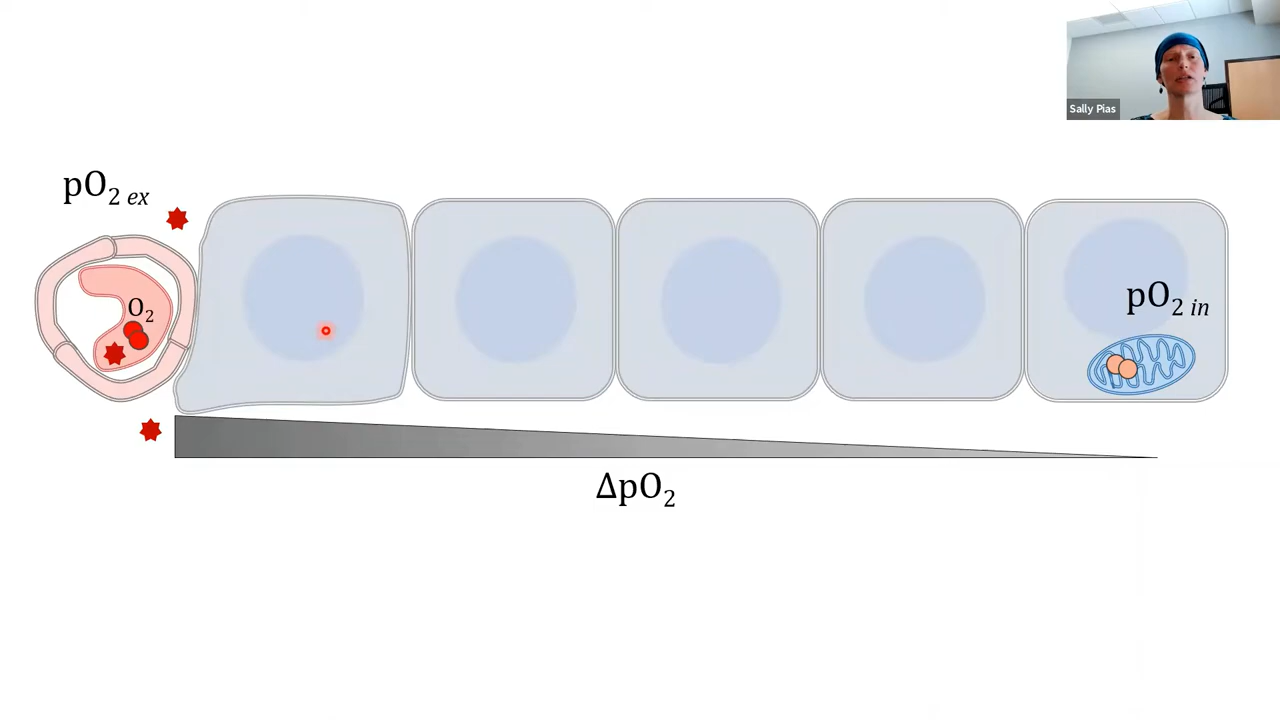 Sally Pias
pO₂ ex
O₂
pO₂ in
ΔpO₂